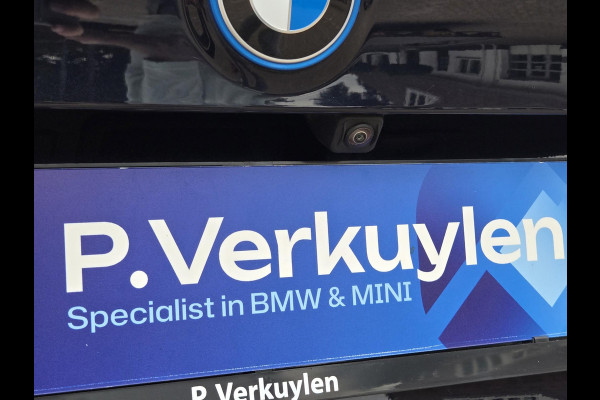 P.Verkuylen
Specialist in BMW & MINI
P. Verkuylen